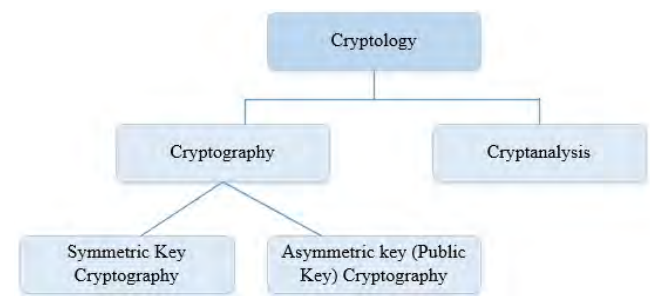 Cryptology
Cryptography
Cryptanalysis
Symmetric Key
Cryptography
Asymmetric key (Public
Key) Cryptography